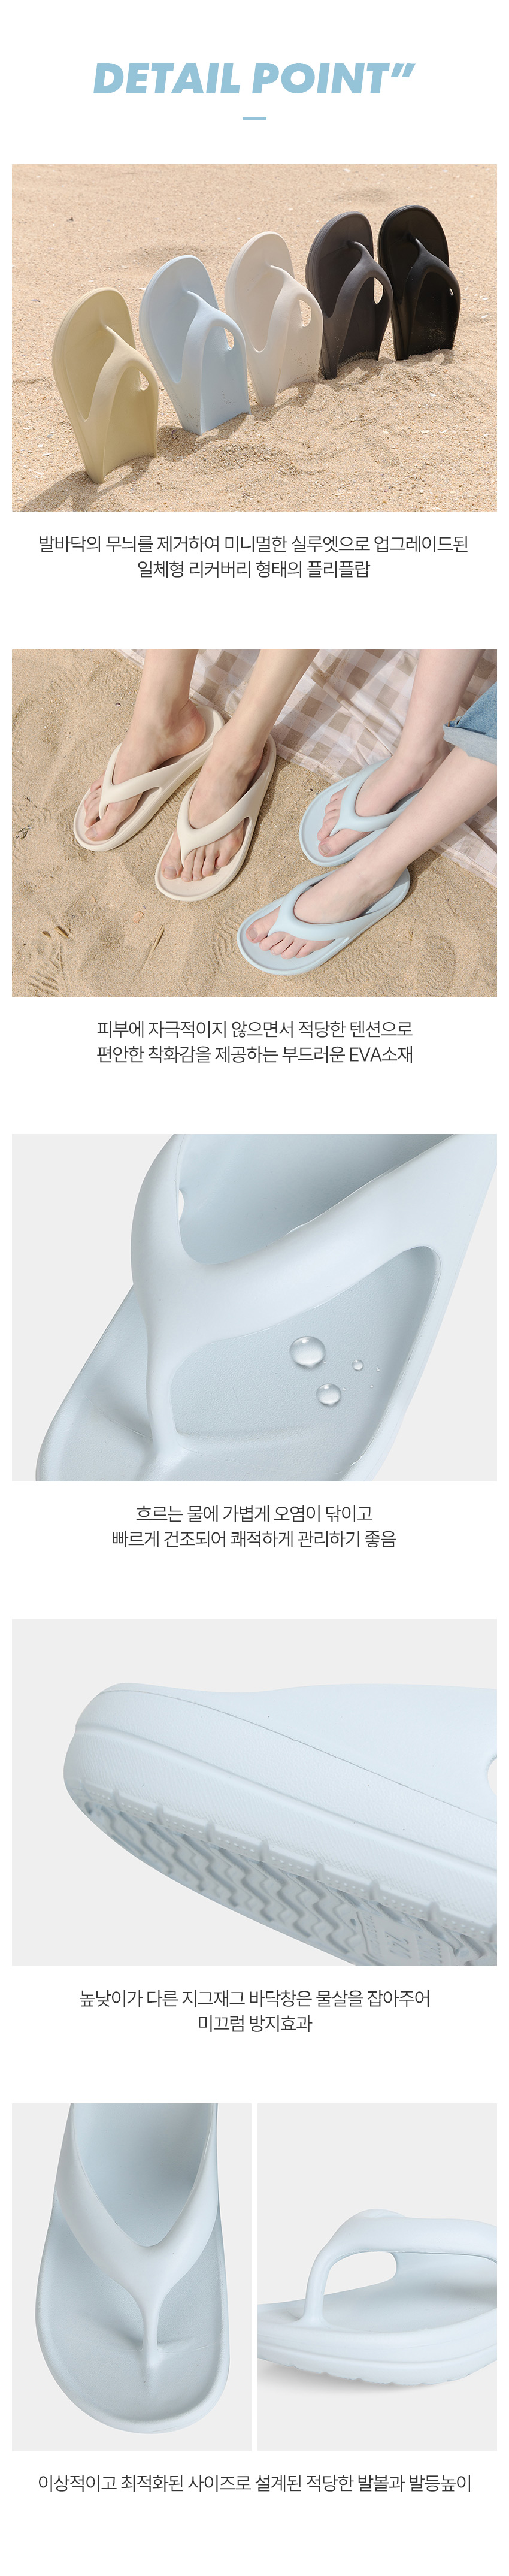 DETAIL POINT”
발바닥의 무늬를 제거하여 미니멀한 실루엣으로 업그레이드된
일체형 리커버리 형태의 플리플랍
피부에 자극적이지 않으면서 적당한 텐션으로
편안한 착화감을 제공하는 부드러운 EVA소재
흐르는 물에 가볍게 오염이 닦이고
빠르게 건조되어 쾌적하게 관리하기 좋음
높낮이가 다른 지그재그 바닥창은 물살을 잡아주어
미끄럼 방지효과
이상적이고 최적화된 사이즈로 설계된 적당한 발볼과 발등높이